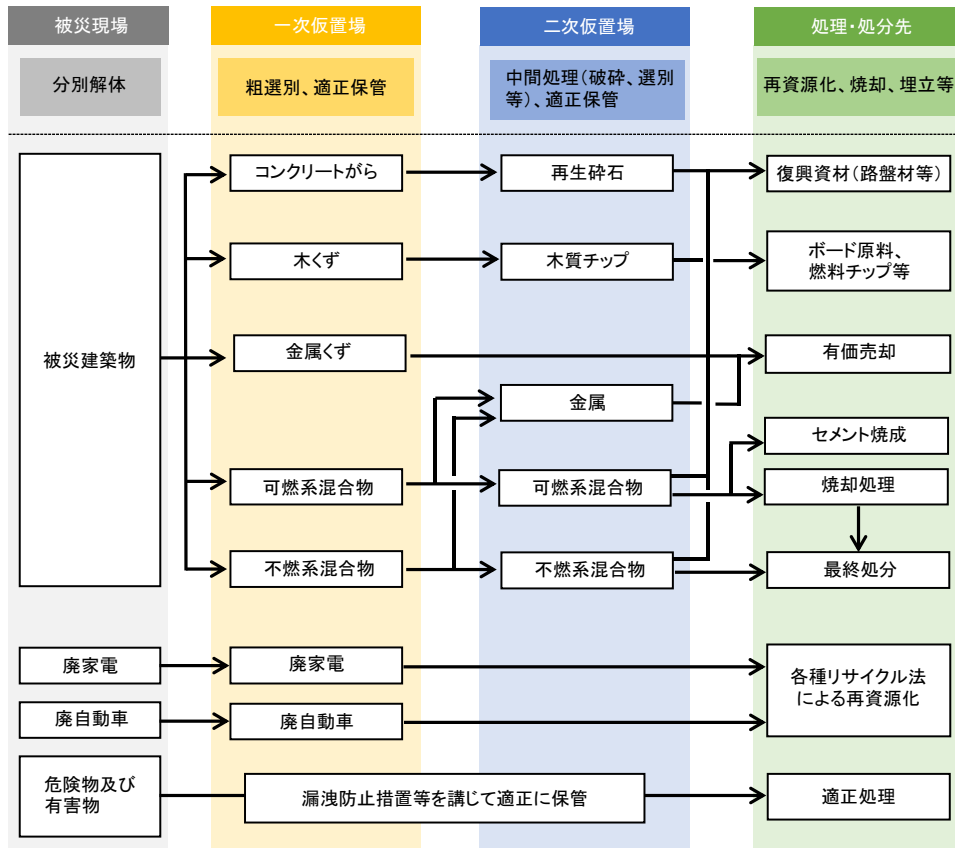 被災現場
一次仮置場
二次仮置場
処理・処分先
分別解体
粗選別、適正保管
中間処理(破砕、選別
等)、適正保管
再資源化、焼却、埋立等
被災建築物
コンクリートがら
再生砕石
復興資材(路盤材等)
木くず
木質チップ
ボード原料、
燃料チップ等
金属くず
有価売却
金属
セメント焼成
可燃系混合物
可燃系混合物
焼却処理
不燃系混合物
不燃系混合物
最終処分
廃家電
廃家電
各種リサイクル法
による再資源化
廃自動車
廃自動車
危険物及び
有害物
漏洩防止措置等を講じて適正に保管
適正処理